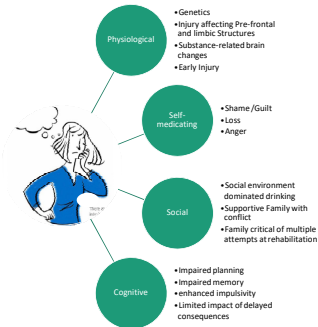 Physiological
•Genetics
•Injury affecting Pre-frontal
and limbic Structures
•Substance-related brain
changes
•Early Injury
Self-
medicating
•Shame /Guilt
•Loss
•Anger
Social
•Social environment
dominated drinking
•Supportive Family with
conflict
•Family critical of multiple
attempts at rehabilitation
Cognitive
•Impaired planning
•Impaired memory
•enhanced impulsivity
•Limited impact of delayed
consequences